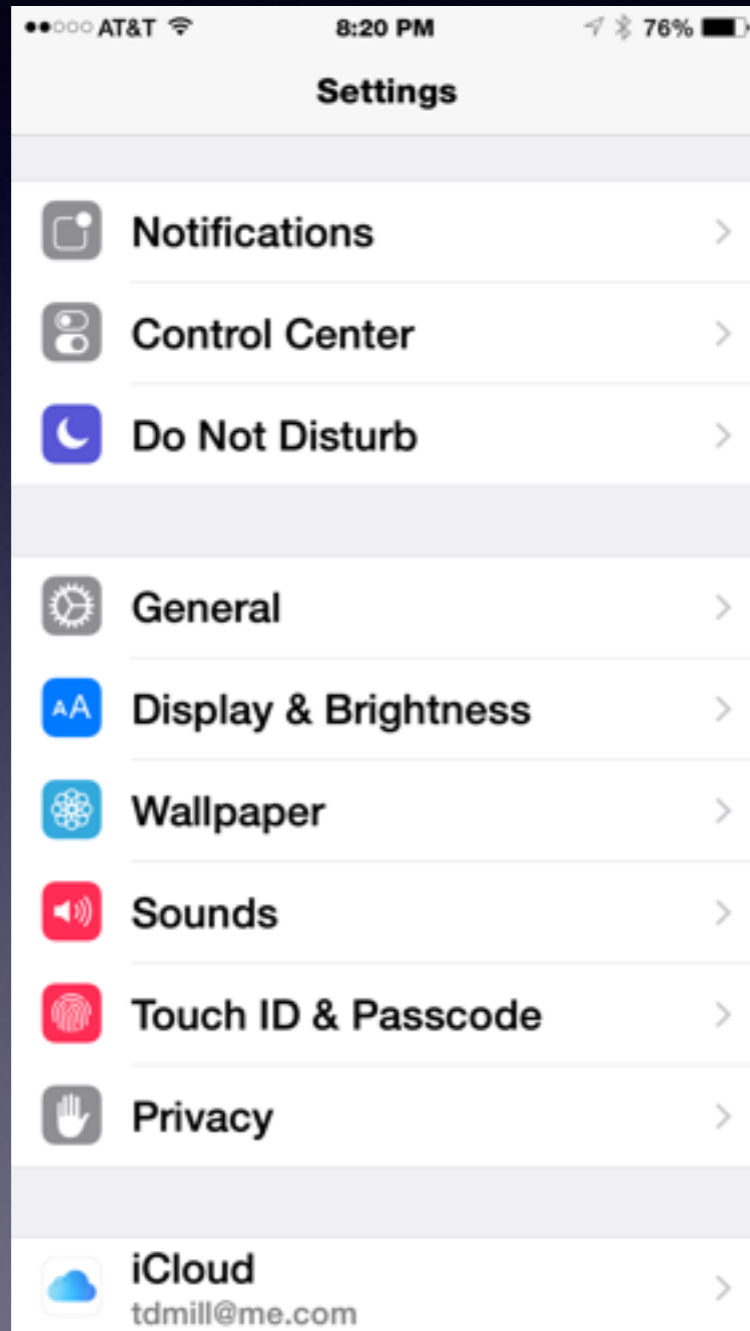 AT&T 8:20 PM 76%
Settings
Notifications
Control Center
Do Not Disturb
General
AA Display & Brightness
Wallpaper
Sounds
Touch ID & Passcode
Privacy
iCloud
tdmill@me.com